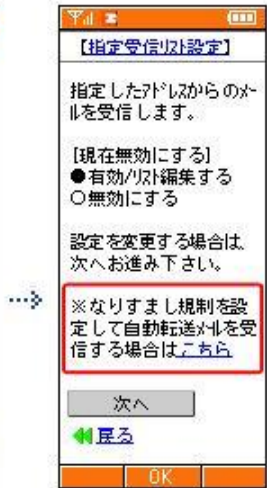 【指定受信ﾘｽﾄ設定】
指定したｱﾄﾞﾚｽからのﾒｰ
ﾙを受信します。
[現在無効にする]
●有効/ﾘｽﾄ編集する
○無効にする
設定を変更する場合は、
次へお進み下さい。
※なりすまし規制を設
定して自動転送ﾒｰﾙを受
信する場合はこちら
次へ
戻る
OK